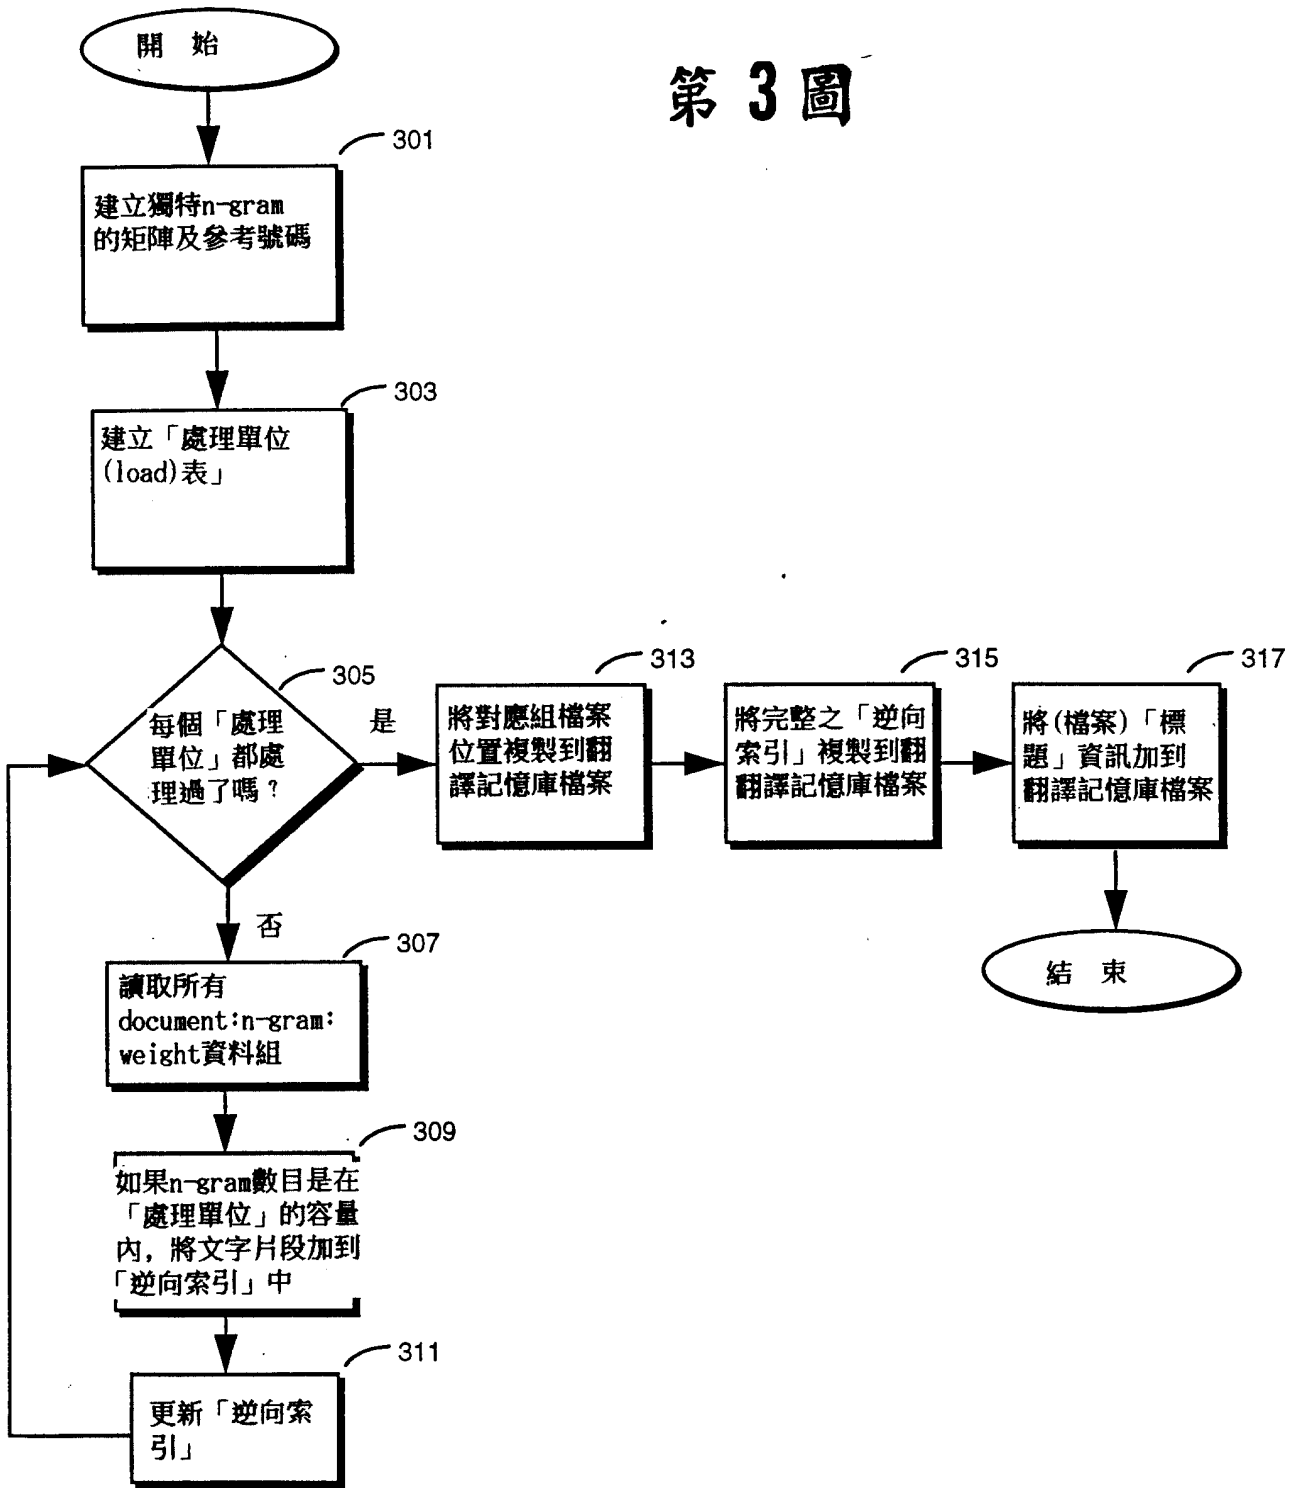 開 始
第 3 圖
301
建立獨特n-gram
的矩陣及參考號碼
303
建立「處理單位
(load)表」
305
每個「處理
單位」都處
理過了嗎?
是
313
將對應組檔案
位置複製到翻
譯記憶庫檔案
315
將完整之「逆向
索引」複製到翻
翻譯記憶庫檔案
317
將(檔案)「標
題」資訊加到
翻譯記憶庫檔案
結 束
否
307
讀取所有
document:n-gram:
weight資料組
309
如果n-gram數目是在
「處理單位」的容量
內, 將文字片段加到
「逆向索引」中
311
更新「逆向索
引」